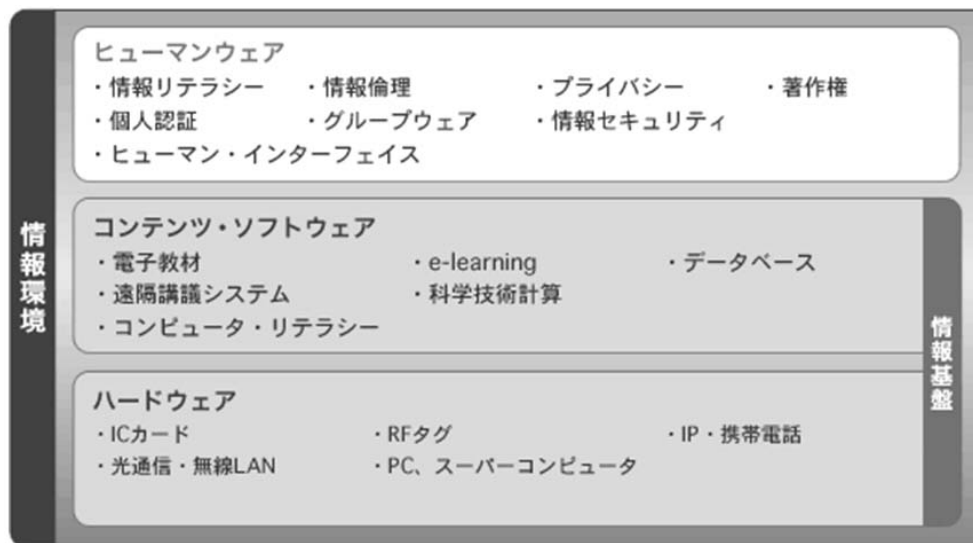 情報環境
ヒューマンウェア
・情報リテラシー ・情報倫理 ・プライバシー ・著作権
・個人認証 ・グループウェア ・情報セキュリティ
・ヒューマン・インターフェイス
コンテンツ・ソフトウェア
・電子教材 ・e-learning ・データベース
・遠隔講議システム ・科学技術計算
・コンピュータ・リテラシー
情報基盤
ハードウェア
・ICカード ・RFタグ ・IP・携帯電話
・光通信・無線LAN ・PC、スーパーコンピュータ